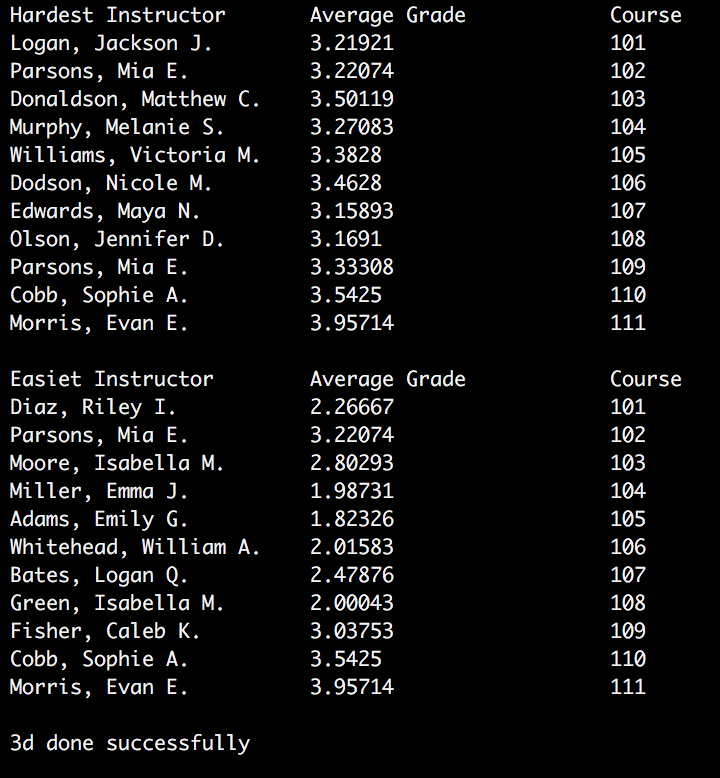 Hardest Instructor Average Grade Course
Logan, Jackson J. 3.21921 101
Parsons, Mia E. 3.22074 102
Donaldson, Matthew C. 3.50119 103
Murphy, Melanie S. 3.27083 104
Williams, Victoria M. 3.3828 105
Dodson, Nicole M. 3.4628 106
Edwards, Maya N. 3.15893 107
Olson, Jennifer D. 3.1691 108
Parsons, Mia E. 3.33308 109
Cobb, Sophie A. 3.5425 110
Morris, Evan E. 3.95714 111
Easiet Instructor Average Grade Course
Diaz, Riley I. 2.26667 101
Parsons, Mia E. 3.22074 102
Moore, Isabella M. 2.80293 103
Miller, Emma J. 1.98731 104
Adams, Emily G. 1.82326 105
Whitehead, William A. 2.01583 106
Bates, Logan Q. 2.47876 107
Green, Isabella M. 2.00043 108
Fisher, Caleb K. 3.03753 109
Cobb, Sophie A. 3.5425 110
Morris, Evan E. 3.95714 111
3d done successfully